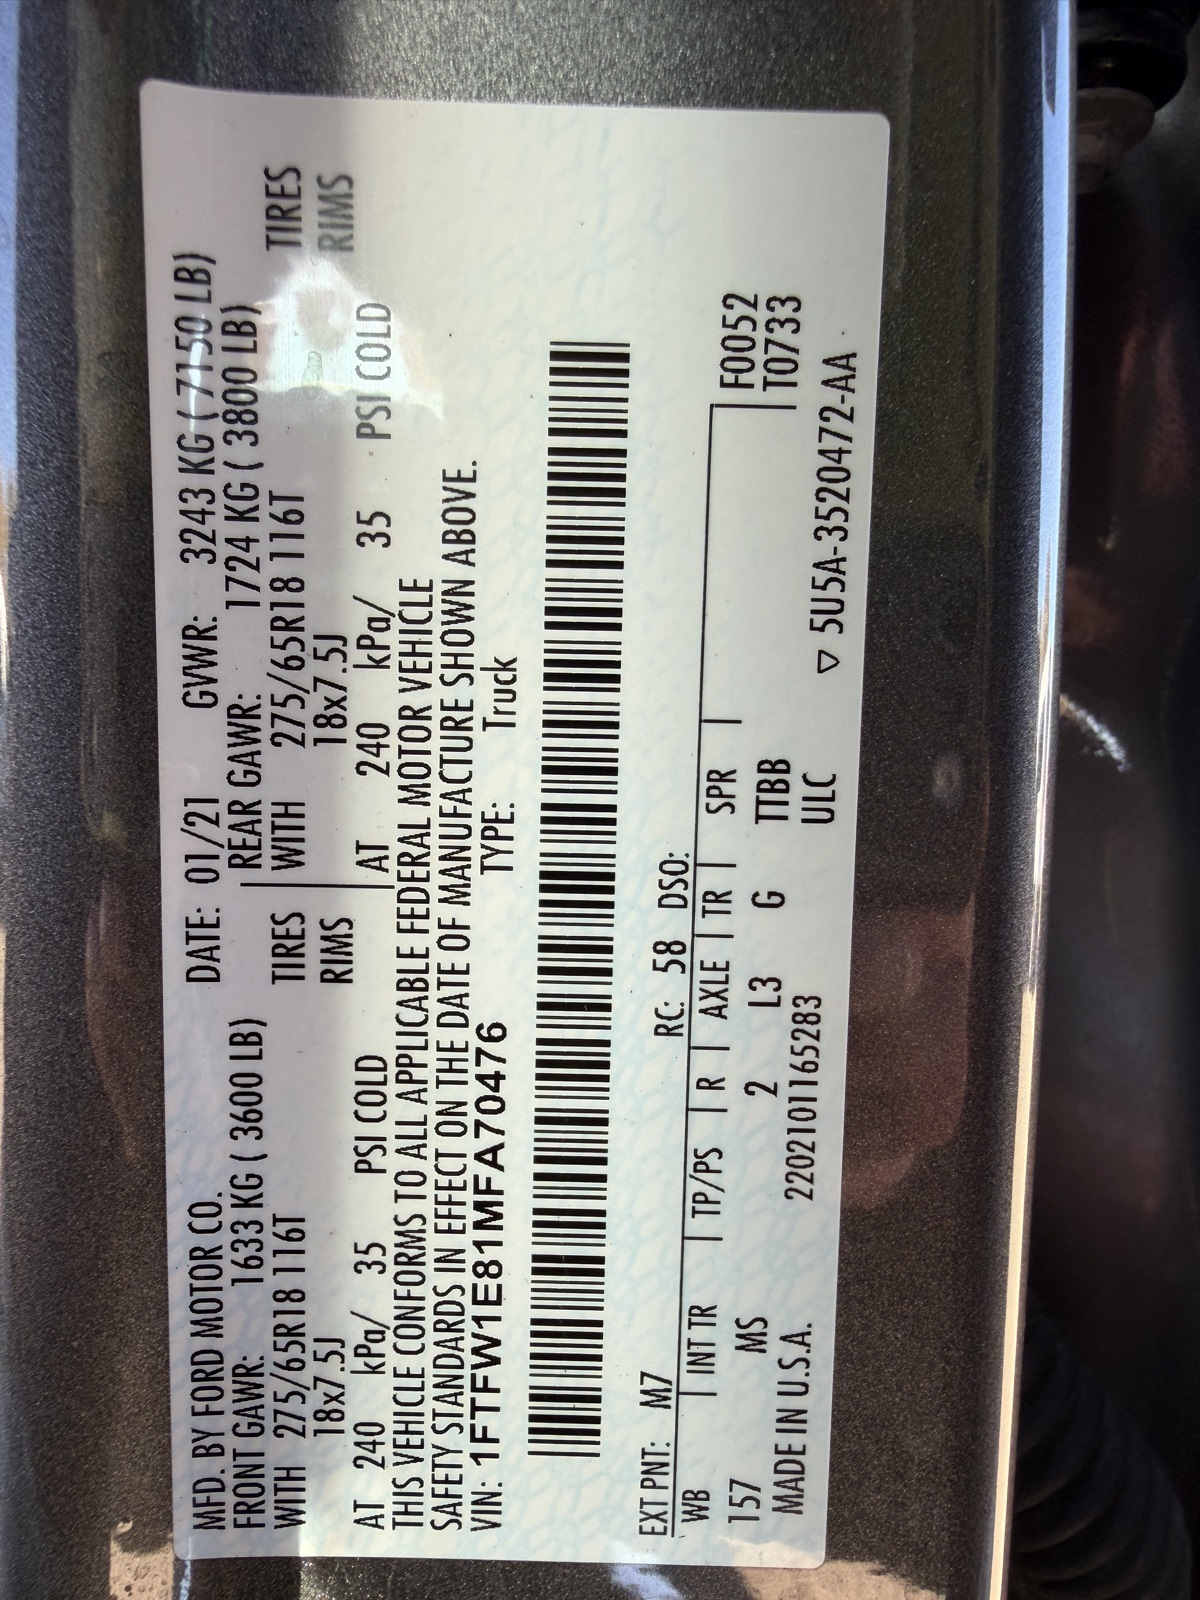 MFD. BY FORD MOTOR CO. DATE: 01/21 GVWR: 3243 KG ( 7150 LB)
FRONT GAWR: 1633 KG ( 3600 LB) REAR GAWR: 1724 KG ( 3800 LB)
WITH 275/65R18 116T TIRES WITH 275/65R18 116T TIRES
18x7.5J RIMS 18x7.5J RIMS
AT 240 kPa/ 35 PSI COLD AT 240 kPa/ 35 PSI COLD
THIS VEHICLE CONFORMS TO ALL APPLICABLE FEDERAL MOTOR VEHICLE
SAFETY STANDARDS IN EFFECT ON THE DATE OF MANUFACTURE SHOWN ABOVE.
VIN: 1FTFW1E81MFA70476 TYPE: Truck
EXT PNT: M7 RC: 58 DSO:
WB | INT TR | TP/PS | R | AXLE | TR | SPR | F0052
157 MS 2 L3 G TTBB T0733
MADE IN U.S.A. 2202101165283 ULC
▽ 5U5A-3520472-AA